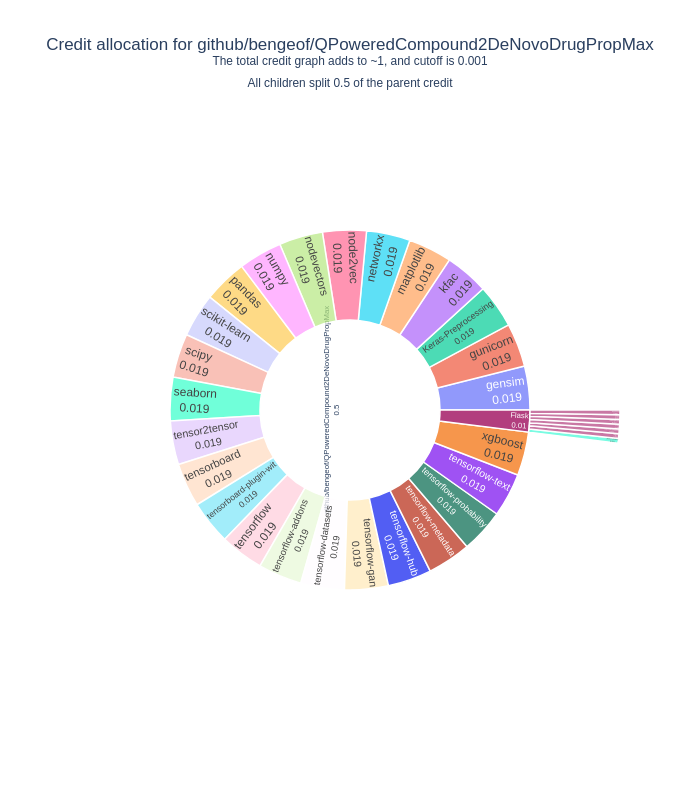 Credit allocation for github/bengeof/QPoweredCompound2DeNovoDrugPropMax
The total credit graph adds to ~1, and cutoff is 0.001
All children split 0.5 of the parent credit
gensim
0.019
gunicorn
0.019
Keras-Preprocessing
0.019
kfac
0.019
matplotlib
0.019
networkx
0.019
node2vec
0.019
nodevectors
0.019
numpy
0.019
pandas
0.019
scikit-learn
0.019
scipy
0.019
seaborn
0.019
tensor2tensor
0.019
tensorboard
0.019
tensorboard-plugin-wit
0.019
tensorflow
0.019
tensorflow-addons
0.019
tensorflow-datasets
0.019
tensorflow-gan
0.019
tensorflow-hub
0.019
tensorflow-metadata
0.019
tensorflow-probability
0.019
tensorflow-text
0.019
xgboost
0.019
Flask
0.01
/bengeof/QPoweredCompound2DeNovoDrugPropMax
0.5